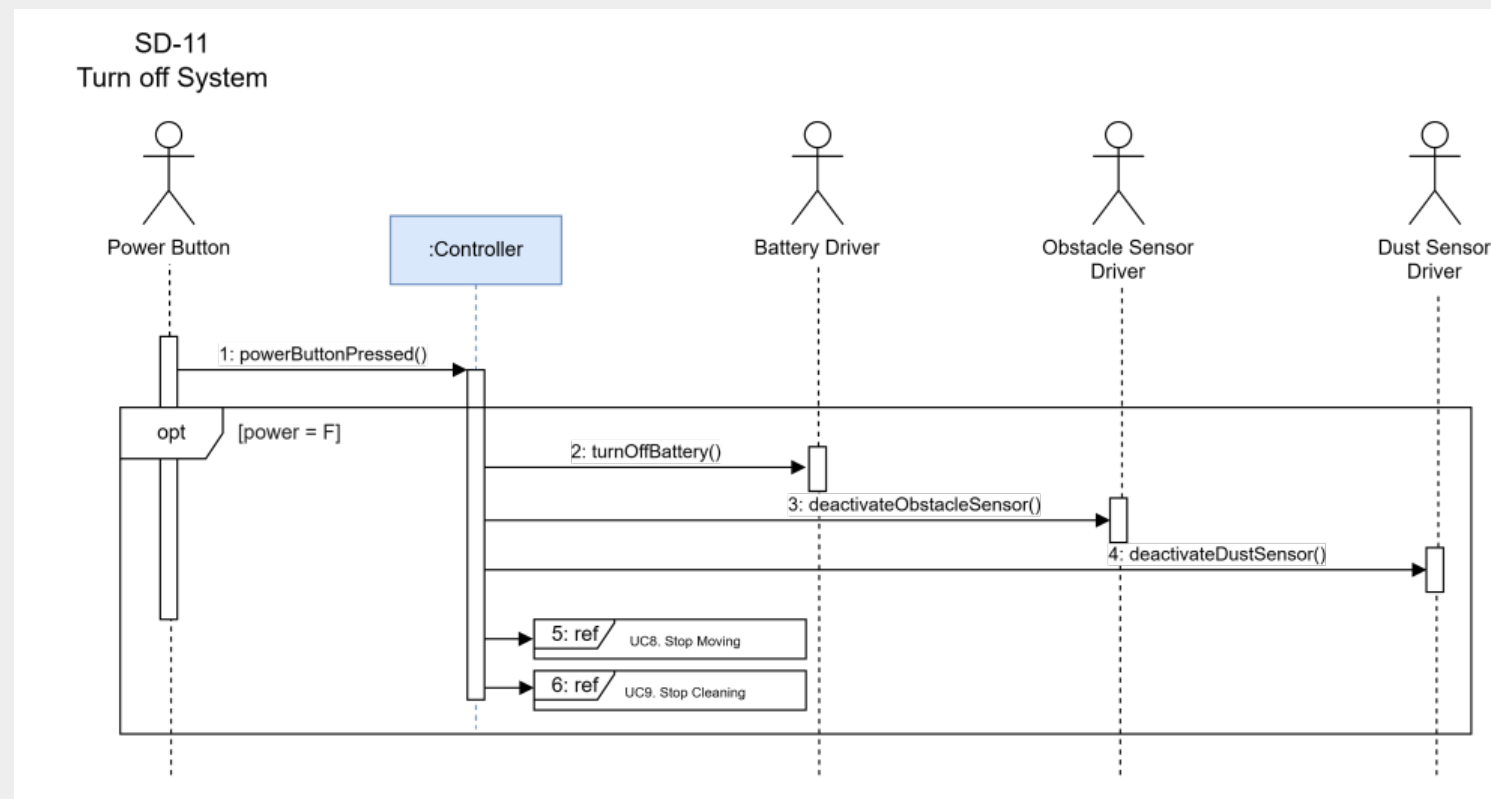 SD-11
Turn off System
Power Button
:Controller
Battery Driver
Obstacle Sensor
Driver
Dust Sensor
Driver
1: powerButtonPressed()
opt
[power = F]
2: turnOffBattery()
3: deactivateObstacleSensor()
4: deactivateDustSensor()
5: ref
UC8. Stop Moving
6: ref
UC9. Stop Cleaning